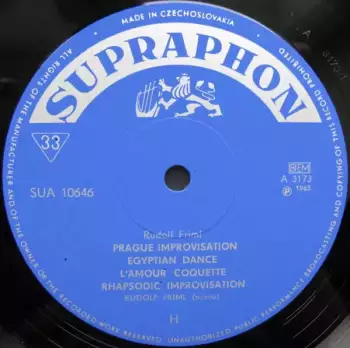 MADE IN CZECHOSLOVAKIA
ALL RIGHTS OF THE MANUFACTURER AND OF THE OWNER OF THE RECORDED WORK RESERVED. UNAUTHORIZED PUBLIC PERFORMANCE BROADCASTING AND COPYING OF THIS RECORD PROHIBITED
SUPRAPHON
33
SUA 10646
A 3173
℗ 1965
Rudolf Friml
PRAGUE IMPROVISATION
EGYPTIAN DANCE
L'AMOUR COQUETTE
RHAPSODIC IMPROVISATION
RUDOLF FRIML (piano)
H